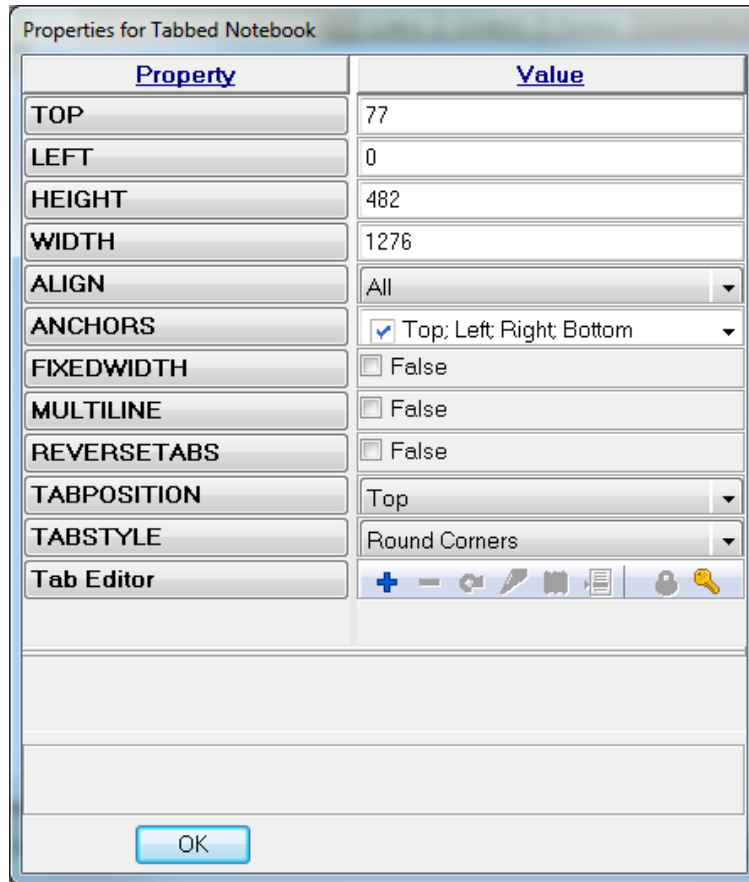 Properties for Tabbed Notebook
Property Value
TOP 77
LEFT 0
HEIGHT 482
WIDTH 1276
ALIGN All
ANCHORS Top; Left; Right; Bottom
FIXEDWIDTH False
MULTILINE False
REVERSETABS False
TABPOSITION Top
TABSTYLE Round Corners
Tab Editor
OK